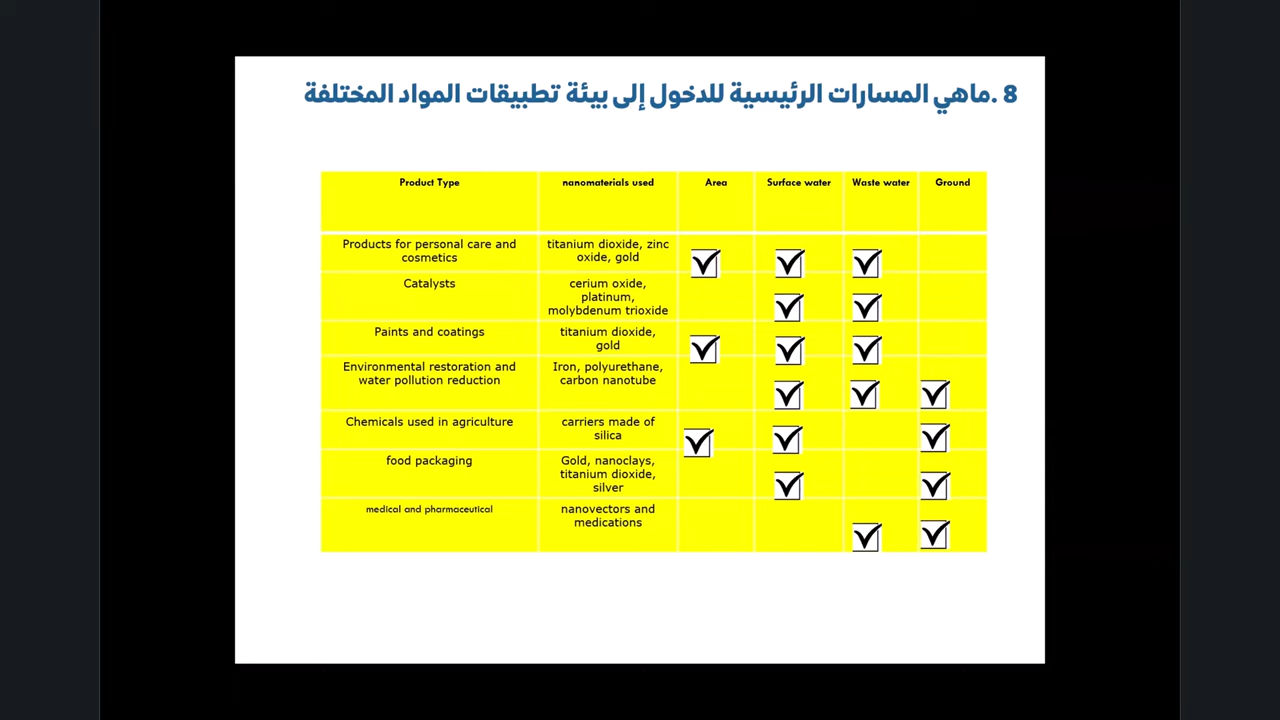 8 .ماهي المسارات الرئيسية للدخول إلى بيئة تطبيقات المواد المختلفة
Product Type nanomaterials used Area Surface water Waste water Ground
Products for personal care and
cosmetics
titanium dioxide, zinc
oxide, gold
Catalysts
cerium oxide,
platinum,
molybdenum trioxide
Paints and coatings
titanium dioxide,
gold
Environmental restoration and
water pollution reduction
Iron, polyurethane,
carbon nanotube
Chemicals used in agriculture
carriers made of
silica
food packaging
Gold, nanoclays,
titanium dioxide,
silver
medical and pharmaceutical
nanovectors and
medications